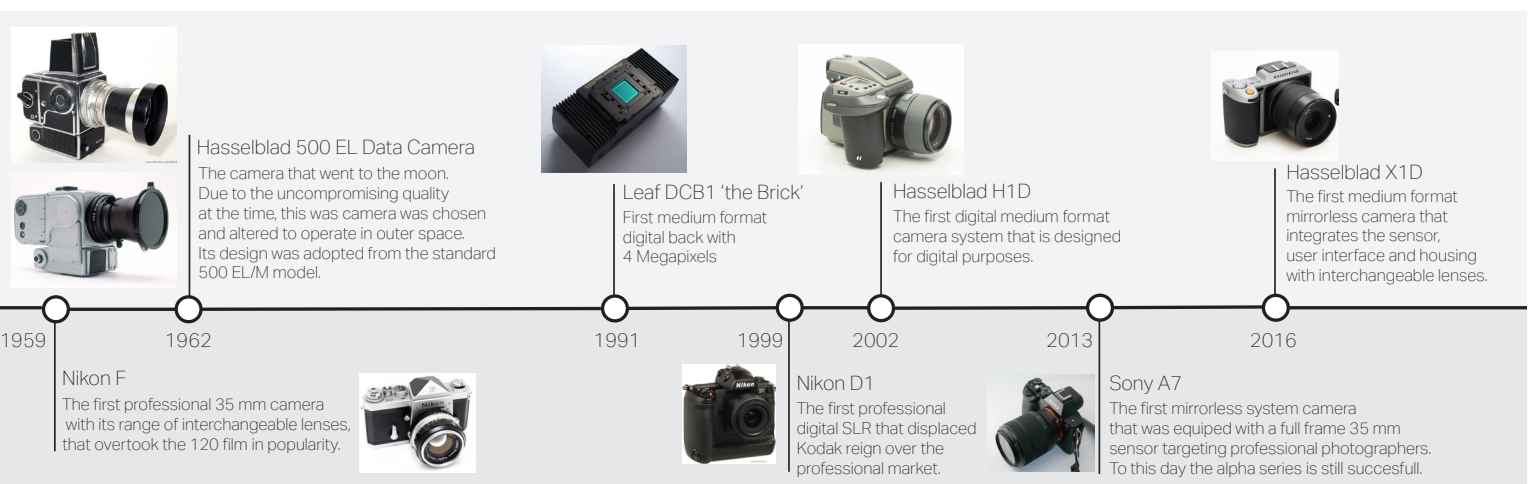 Hasselblad 500 EL Data Camera
The camera that went to the moon.
Due to the uncompromising quality
at the time, this was camera was chosen
and altered to operate in outer space.
Its design was adopted from the standard
500 EL/M model.
Leaf DCB1 ‘the Brick’
First medium format
digital back with
4 Megapixels
Hasselblad H1D
The first digital medium format
camera system that is designed
for digital purposes.
HASSELBLAD
Hasselblad X1D
The first medium format
mirrorless camera that
integrates the sensor,
user interface and housing
with interchangeable lenses.
1959
1962
1991
1999
2002
2013
2016
Nikon F
The first professional 35 mm camera
with its range of interchangeable lenses,
that overtook the 120 film in popularity.
Nikon
Nikon
Nikon D1
The first professional
digital SLR that displaced
Kodak reign over the
professional market.
Sony A7
The first mirrorless system camera
that was equiped with a full frame 35 mm
sensor targeting professional photographers.
To this day the alpha series is still succesfull.